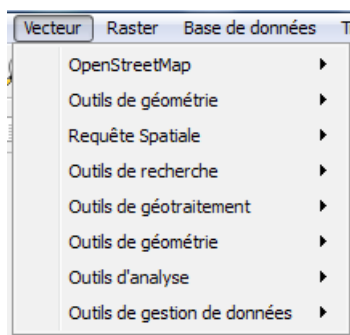 Vecteur Raster Base de données T
OpenStreetMap
Outils de géométrie
Requête Spatiale
Outils de recherche
Outils de géotraitement
Outils de géométrie
Outils d'analyse
Outils de gestion de données